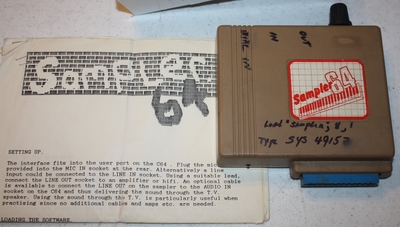 Sampler
64
SETTING UP.
The interface fits into the user port on the C64 . Plug the mic
provided into the MIC IN socket at the rear. Alternatively a line
input could be connected to the LINE IN socket. Using a suitable lead,
connect the LINE OUT socket to an amplifier or hifi. An optional cable
is available to connect the LINE OUT on the sampler to the AUDIO IN
socket on the C64 and thus delivering the sound through the T.V.
speaker. Using the sound through the T.V. is particularly useful when
practising since no additional cables and amps etc. are needed.
LOADING THE SOFTWARE.
IN
IN
OUT
Sampler
64
Load "Sampler",8,1
Type SYS 49152